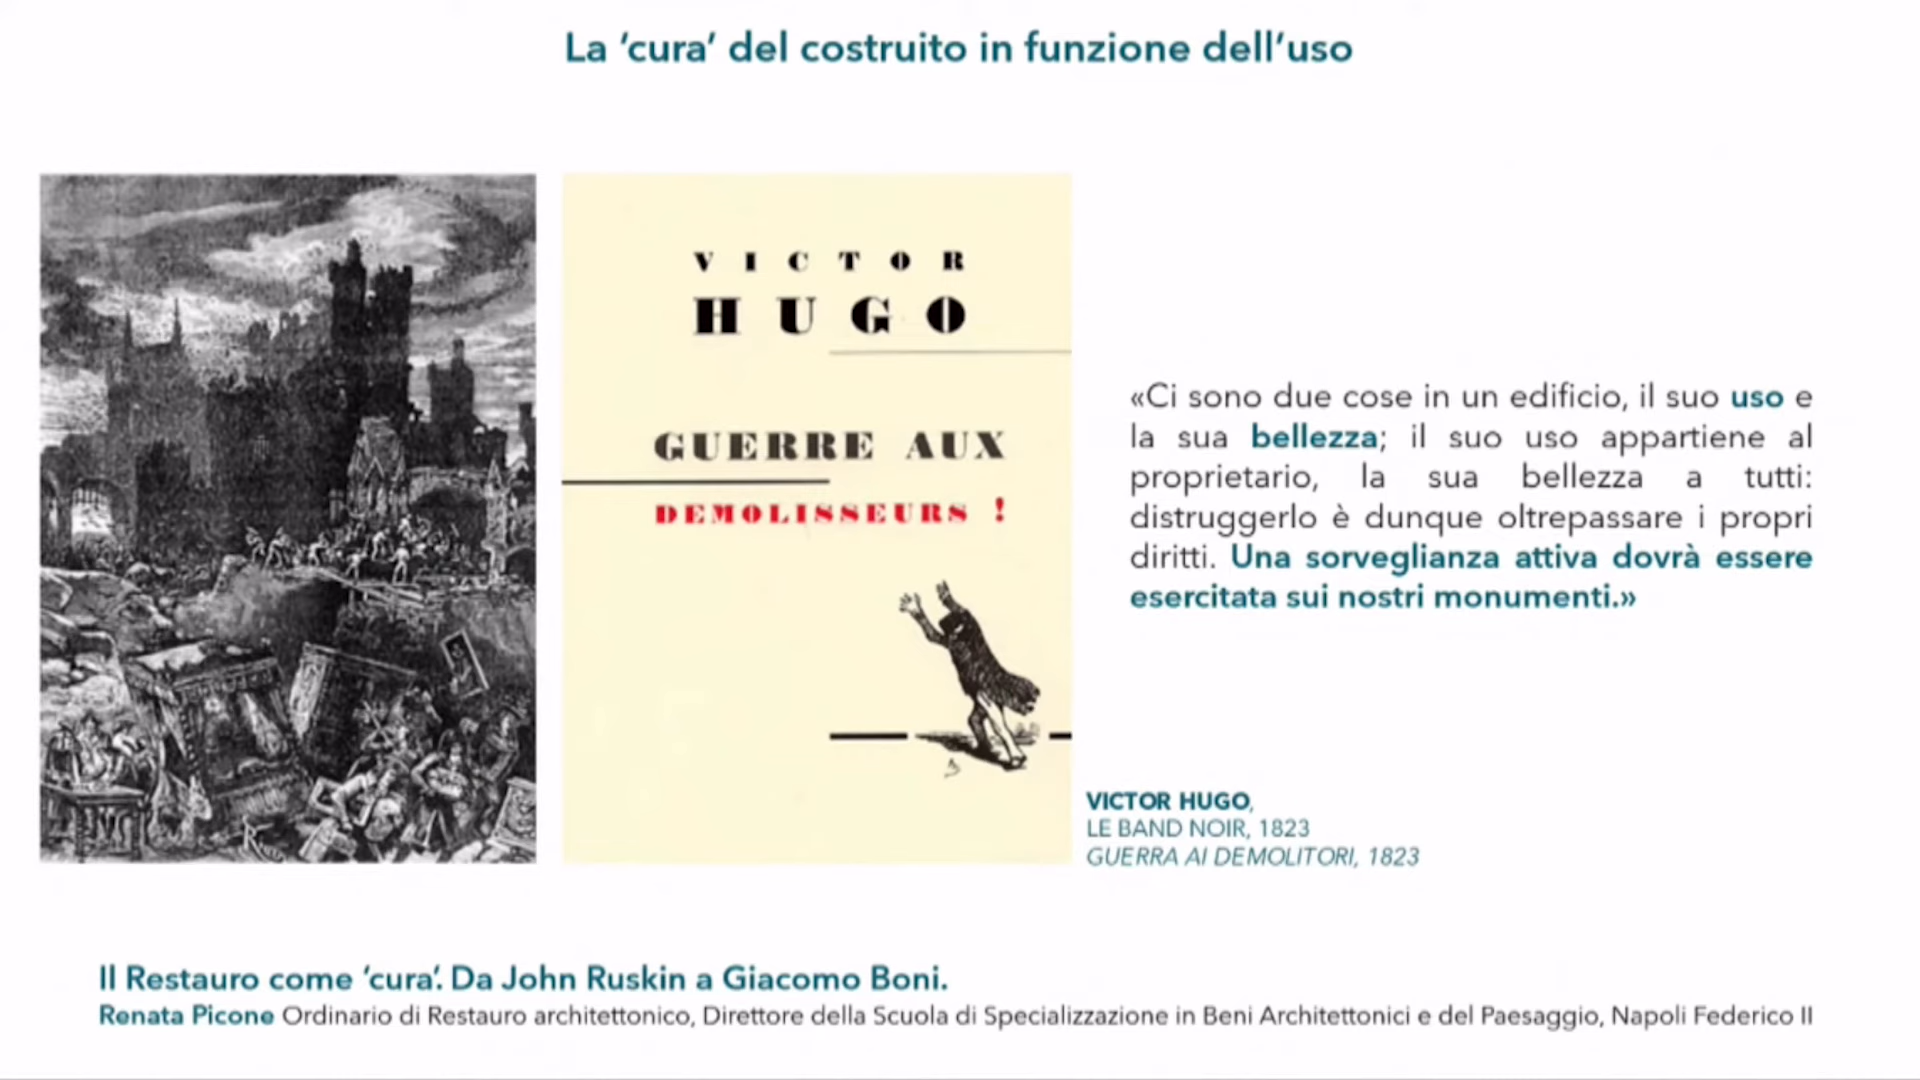 La ‘cura’ del costruito in funzione dell’uso
VICTOR
HUGO
GUERRE AUX
DEMOLISSEURS !
«Ci sono due cose in un edificio, il suo uso e
la sua bellezza; il suo uso appartiene al
proprietario, la sua bellezza a tutti:
distruggerlo è dunque oltrepassare i propri
diritti. Una sorveglianza attiva dovrà essere
esercitata sui nostri monumenti.»
VICTOR HUGO,
LE BAND NOIR, 1823
GUERRA AI DEMOLITORI, 1823
Il Restauro come ‘cura’. Da John Ruskin a Giacomo Boni.
Renata Picone Ordinario di Restauro architettonico, Direttore della Scuola di Specializzazione in Beni Architettonici e del Paesaggio, Napoli Federico II